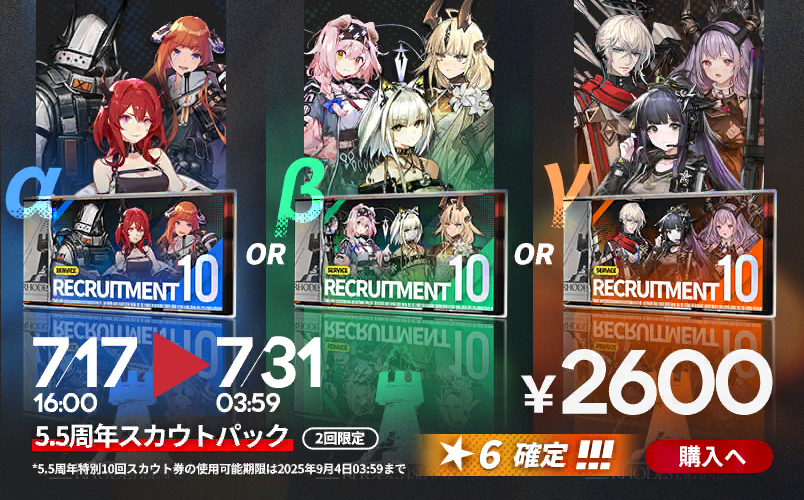 α
β
γ
SERVICE
RECRUITMENT 10
OR
SERVICE
RECRUITMENT 10
OR
SERVICE
RECRUITMENT 10
7/17 ▶ 7/31
16:00 03:59
¥2600
5.5周年スカウトパック 2回限定
★6 確定!!!
購入へ
*5.5周年特別10回スカウト券の使用可能期限は2025年9月4日03:59まで